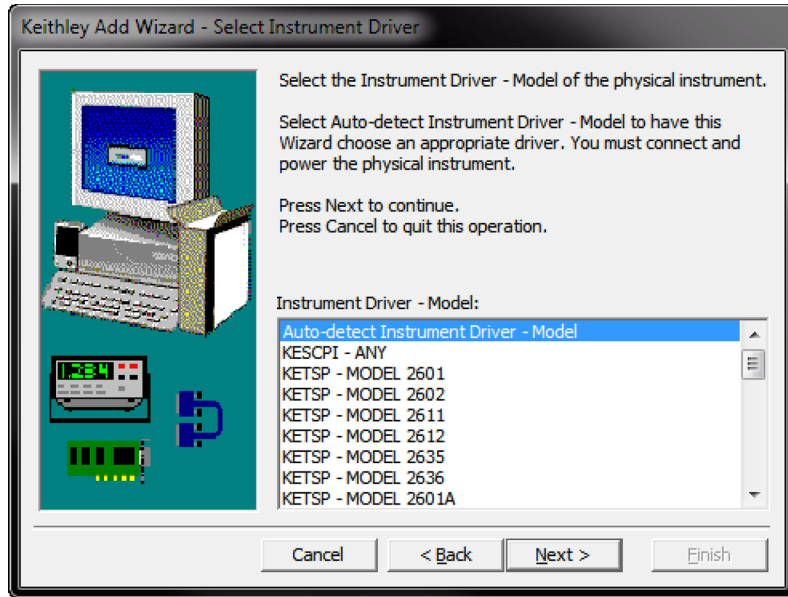 Keithley Add Wizard - Select Instrument Driver
Select the Instrument Driver - Model of the physical instrument.
Select Auto-detect Instrument Driver - Model to have this
Wizard choose an appropriate driver. You must connect and
power the physical instrument.
Press Next to continue.
Press Cancel to quit this operation.
Instrument Driver - Model:
Auto-detect Instrument Driver - Model
KESCPI - ANY
KETSP - MODEL 2601
KETSP - MODEL 2602
KETSP - MODEL 2611
KETSP - MODEL 2612
KETSP - MODEL 2635
KETSP - MODEL 2636
KETSP - MODEL 2601A
1.234
Cancel
< Back
Next >
Finish